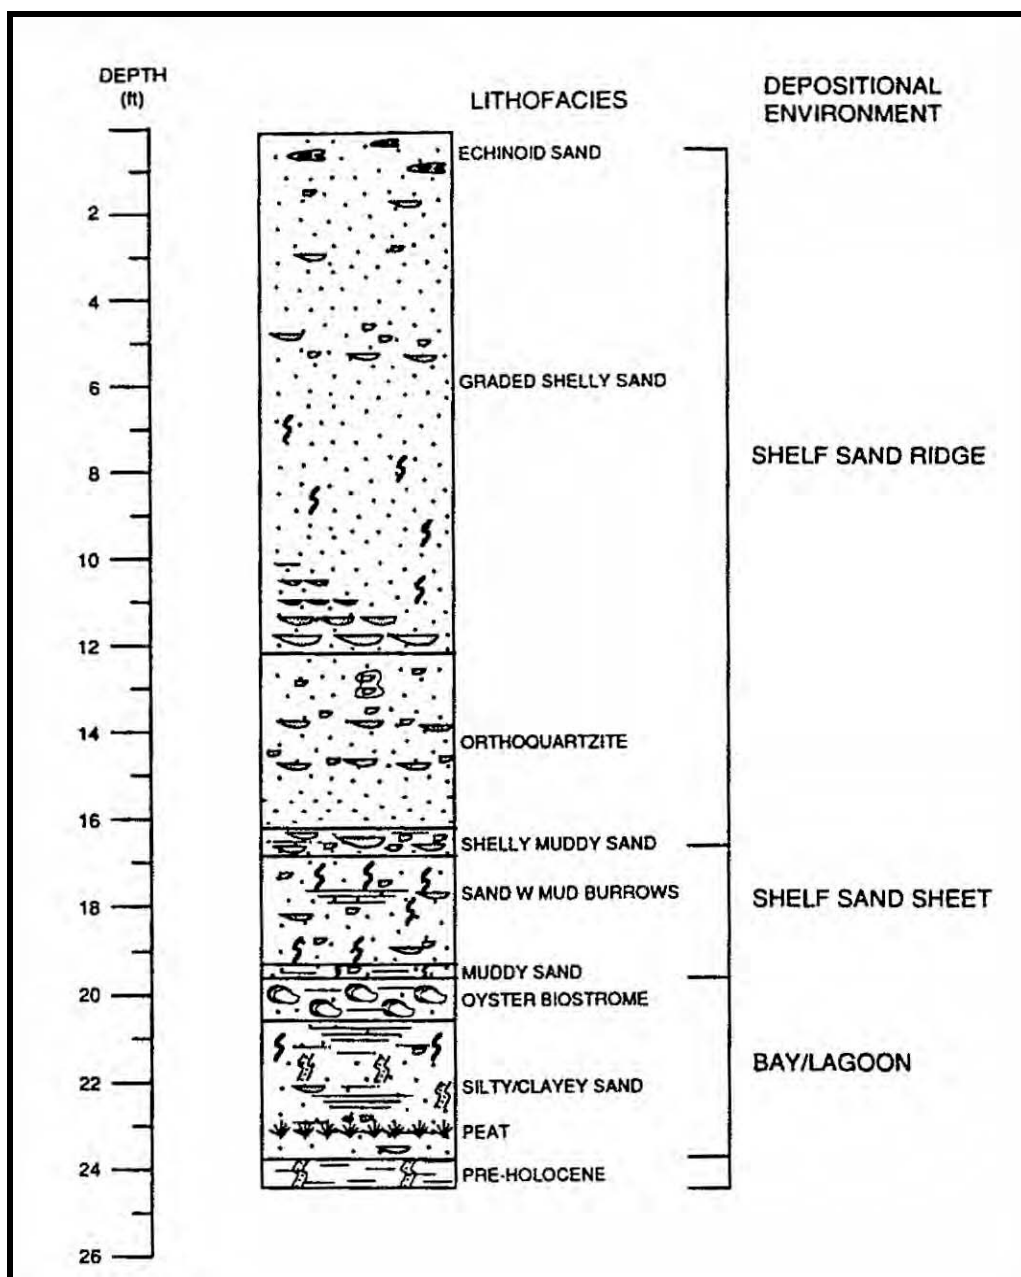 DEPTH
(ft)
LITHOFACIES
DEPOSITIONAL
ENVIRONMENT
ECHINOID SAND
2
4
GRADED SHELLY SAND
6
SHELF SAND RIDGE
8
10
12
14
ORTHOQUARTZITE
16
SHELLY MUDDY SAND
SAND W MUD BURROWS
SHELF SAND SHEET
18
MUDDY SAND
20
OYSTER BIOSTROME
BAY/LAGOON
22
SILTY/CLAYEY SAND
PEAT
24
PRE-HOLOCENE
26